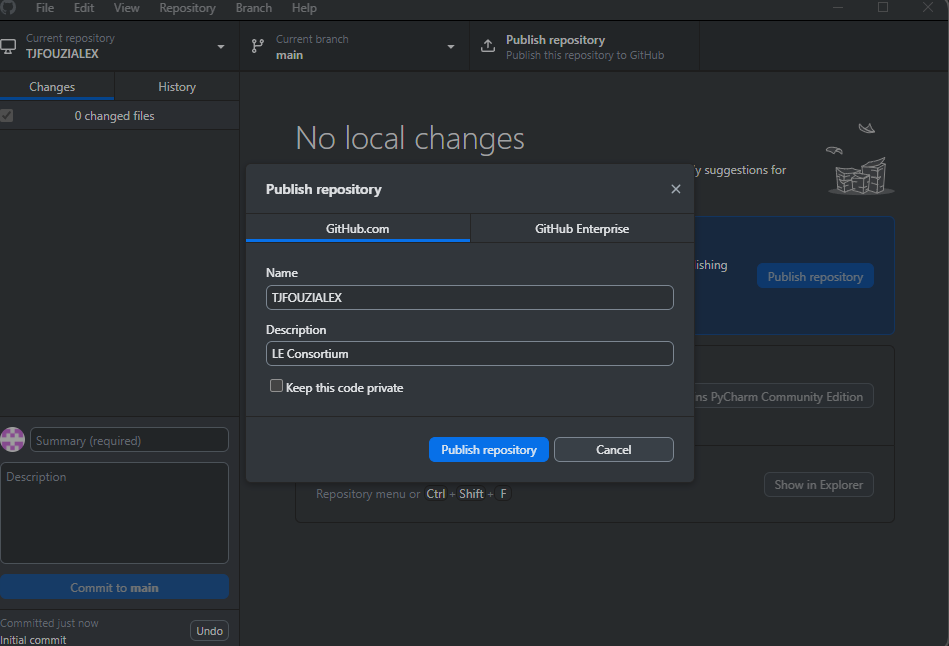 File Edit View Repository Branch Help
Current repository
TJFOUZIALEX
Current branch
main
Publish repository
Publish this repository to GitHub
Changes
History
0 changed files
No local changes
y suggestions for
Publish repository
GitHub.com
GitHub Enterprise
Name
TJFOUZIALEX
Description
LE Consortium
Keep this code private
Publish repository
Cancel
ishing
Publish repository
ns PyCharm Community Edition
Repository menu or Ctrl + Shift + F
Show in Explorer
Summary (required)
Description
Commit to main
Committed just now
Initial commit
Undo